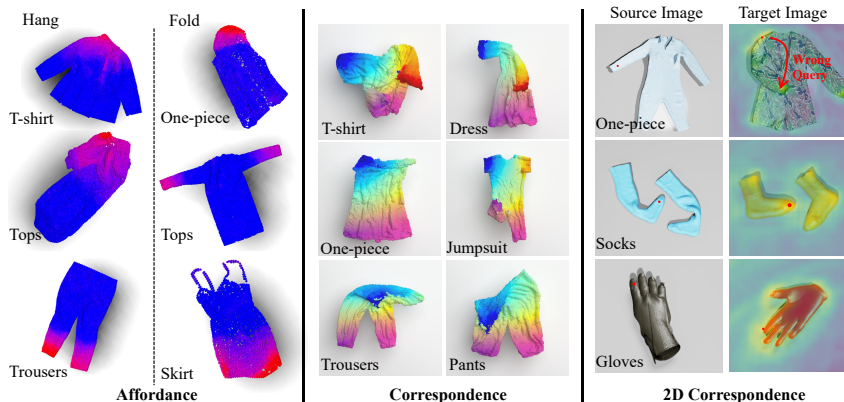 Hang
Fold
T-shirt
One-piece
Tops
Tops
Trousers
Skirt
Affordance
T-shirt
Dress
One-piece
Jumpsuit
Trousers
Pants
Correspondence
Source Image
Target Image
One-piece
Wrong
Query
Socks
Gloves
2D Correspondence